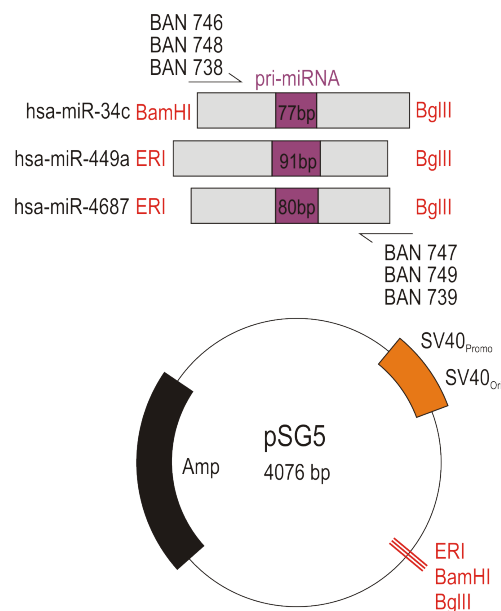 BAN 746
BAN 748
BAN 738
pri-miRNA
hsa-miR-34c BamHI 77bp BglII
hsa-miR-449a ERI 91bp BglII
hsa-miR-4687 ERI 80bp BglII
BAN 747
BAN 749
BAN 739
SV40Promo
SV40Ori
pSG5
Amp 4076 bp
ERI
BamHI
BglII